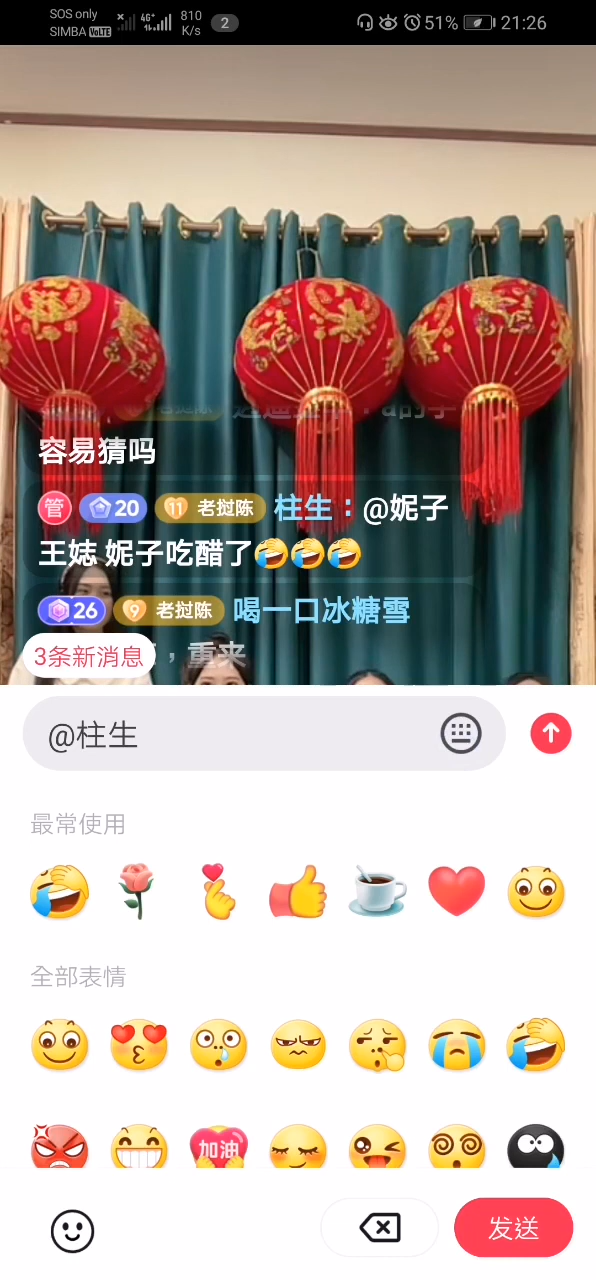 SOS only
SIMBA VoLTE
4G+
810
K/s
2
51%
21:26
容易猜吗
管 20 11 老挝陈 柱生：@妮子
王娡 妮子吃醋了
26 9 老挝陈 喝一口冰糖雪
3条新消息
，重来
@柱生
最常使用
全部表情
加油
发送